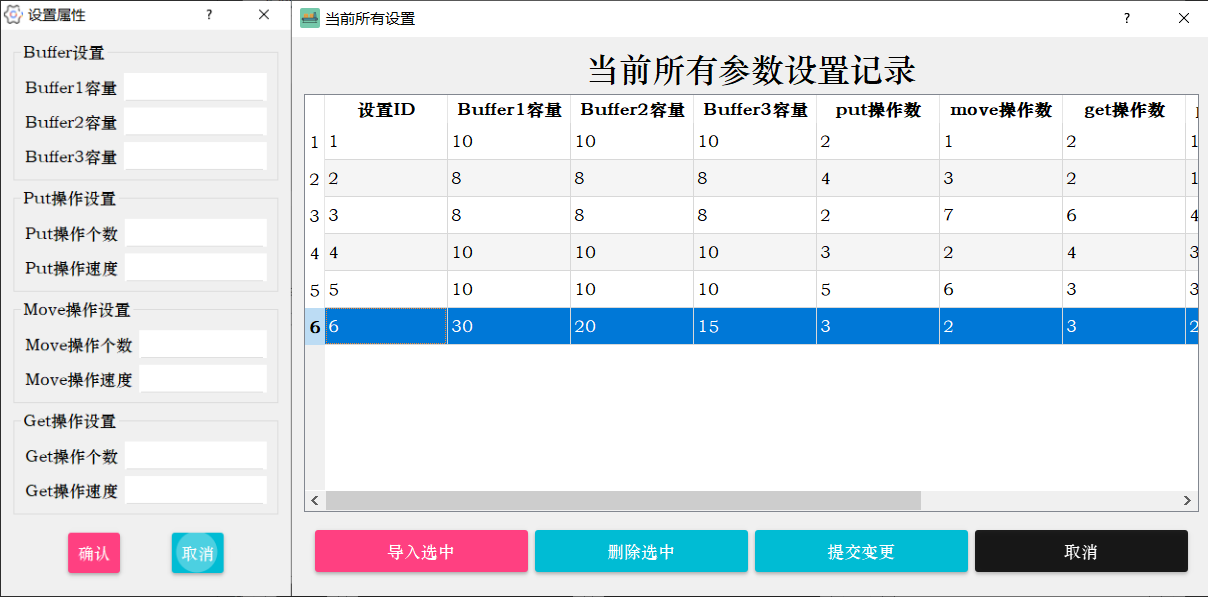 设置属性
?
Buffer设置
Buffer1容量
Buffer2容量
Buffer3容量
Put操作设置
Put操作个数
Put操作速度
Move操作设置
Move操作个数
Move操作速度
Get操作设置
Get操作个数
Get操作速度
确认 取消
当前所有设置
?
当前所有参数设置记录
设置ID Buffer1容量 Buffer2容量 Buffer3容量 put操作数 move操作数 get操作数
1 1 10 10 10 2 1 2 1
2 2 8 8 8 4 3 2 1
3 3 8 8 8 2 7 6 4
4 4 10 10 10 3 2 4 3
5 5 10 10 10 5 6 3 3
6 6 30 20 15 3 2 3 2
导入选中 删除选中 提交变更 取消